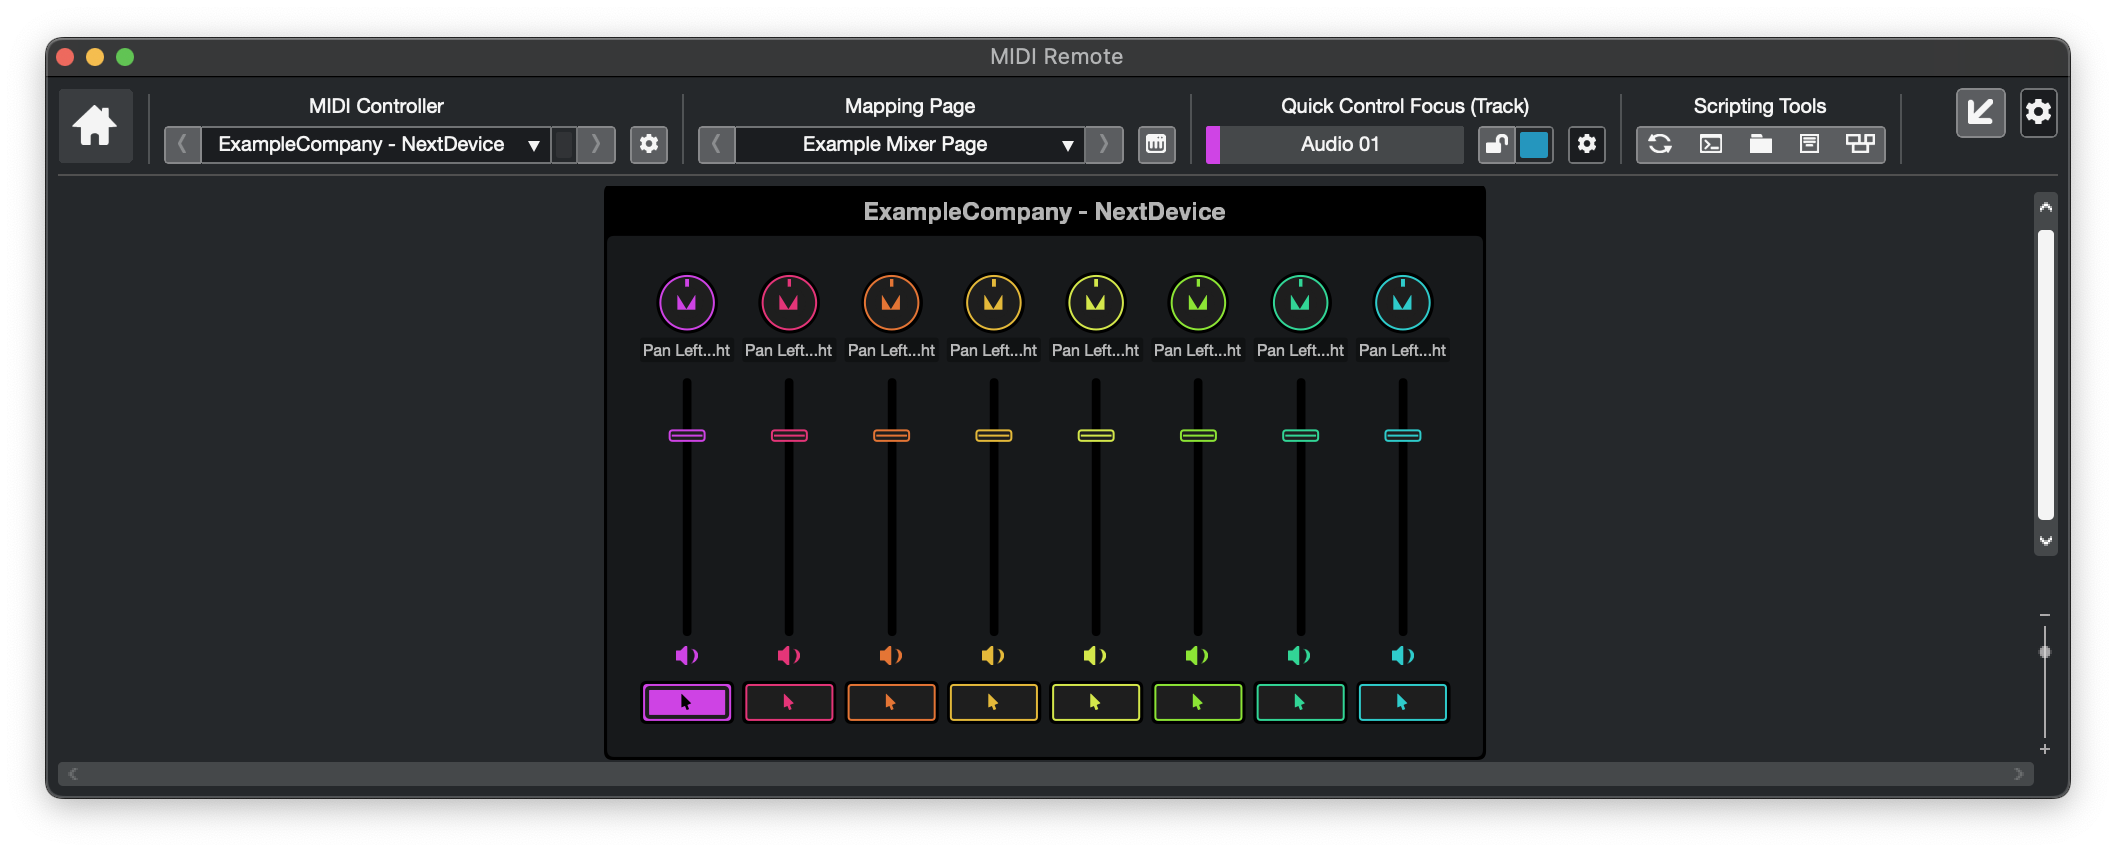 MIDI Remote
MIDI Controller
Mapping Page
Quick Control Focus (Track)
Scripting Tools
ExampleCompany - NextDevice
Example Mixer Page
Audio 01
ExampleCompany - NextDevice
Pan Left...ht Pan Left...ht Pan Left...ht Pan Left...ht Pan Left...ht Pan Left...ht Pan Left...ht Pan Left...ht